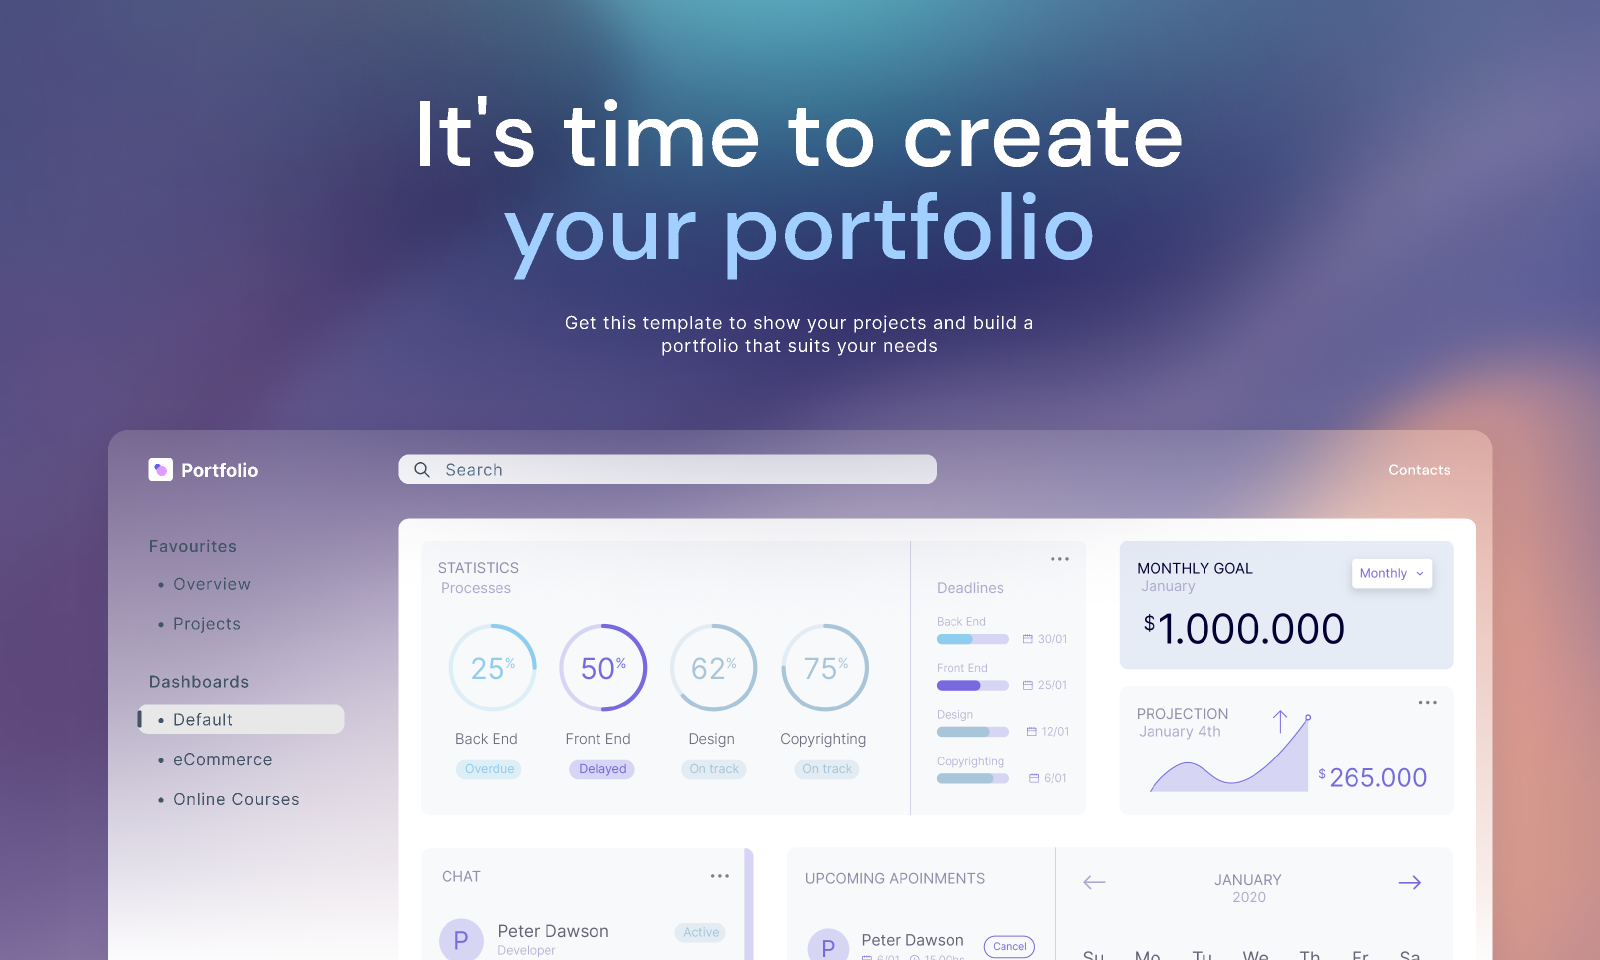 It's time to create
your portfolio
Get this template to show your projects and build a
portfolio that suits your needs
Portfolio
Search
Contacts
Favourites
• Overview
• Projects
Dashboards
• Default
• eCommerce
• Online Courses
STATISTICS
Processes
25%
50%
62%
75%
Back End
Front End
Design
Copyrighting
Overdue
Delayed
On track
On track
Deadlines
Back End
30/01
Front End
25/01
Design
12/01
Copyrighting
6/01
MONTHLY GOAL
January
Monthly
$1.000.000
PROJECTION
January 4th
$265.000
CHAT
P
Peter Dawson
Developer
Active
UPCOMING APOINMENTS
P
Peter Dawson
6/01 15.00hs
Cancel
JANUARY
2020
Su Mo Tu We Th Fr Sa